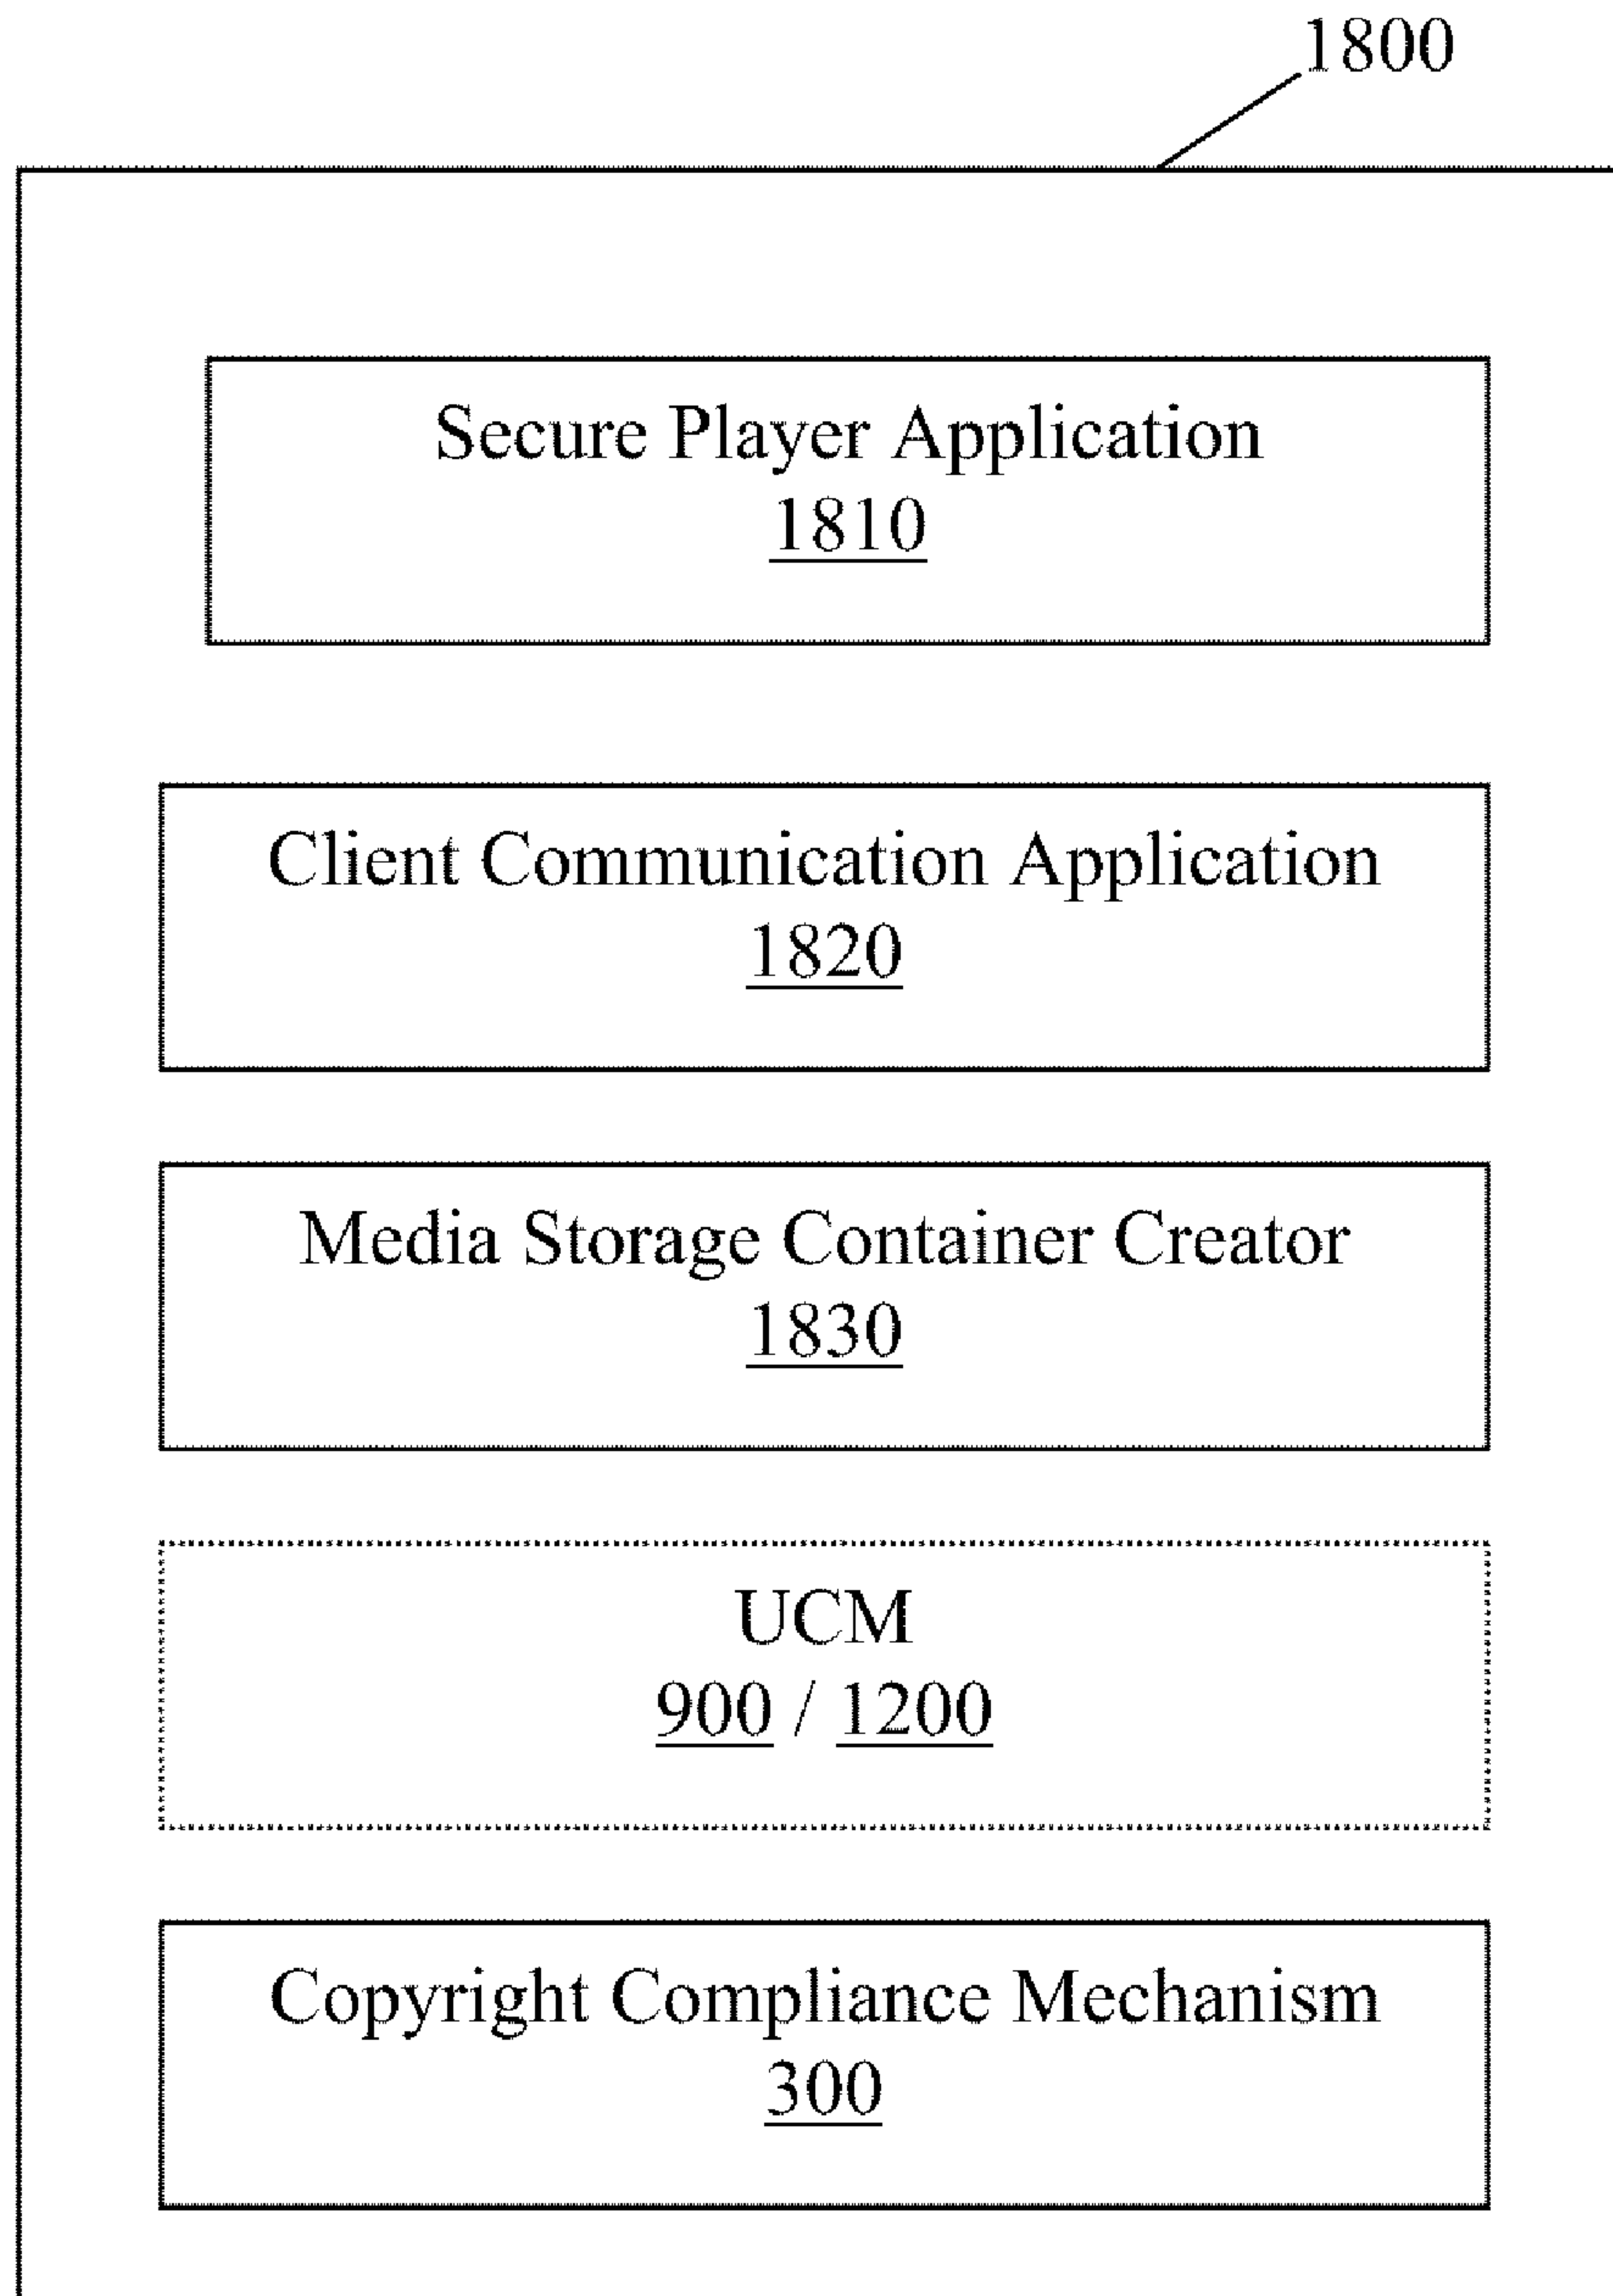 1800
Secure Player Application
1810
Client Communication Application
1820
Media Storage Container Creator
1830
UCM
900 / 1200
Copyright Compliance Mechanism
300